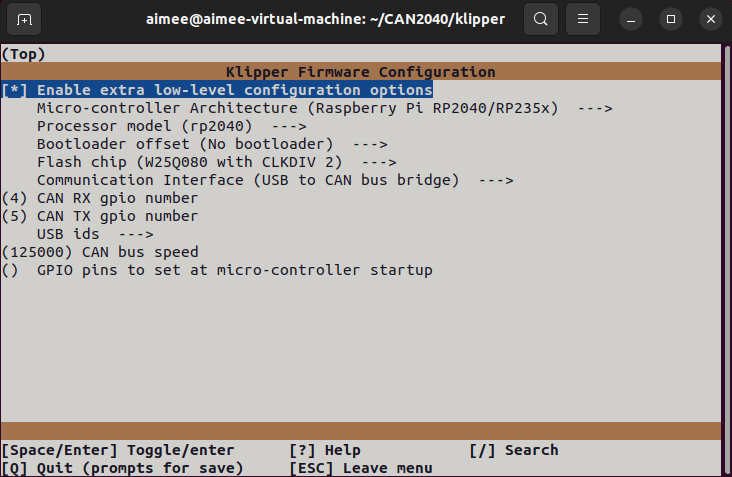 aimee@aimee-virtual-machine: ~/CAN2040/klipper
(Top)
Klipper Firmware Configuration
[*] Enable extra low-level configuration options
Micro-controller Architecture (Raspberry Pi RP2040/RP235x)  --->
Processor model (rp2040)  --->
Bootloader offset (No bootloader)  --->
Flash chip (W25Q080 with CLKDIV 2)  --->
Communication Interface (USB to CAN bus bridge)  --->
(4) CAN RX gpio number
(5) CAN TX gpio number
USB ids  --->
(125000) CAN bus speed
()  GPIO pins to set at micro-controller startup
[Space/Enter] Toggle/enter [?] Help [/] Search
[Q] Quit (prompts for save) [ESC] Leave menu